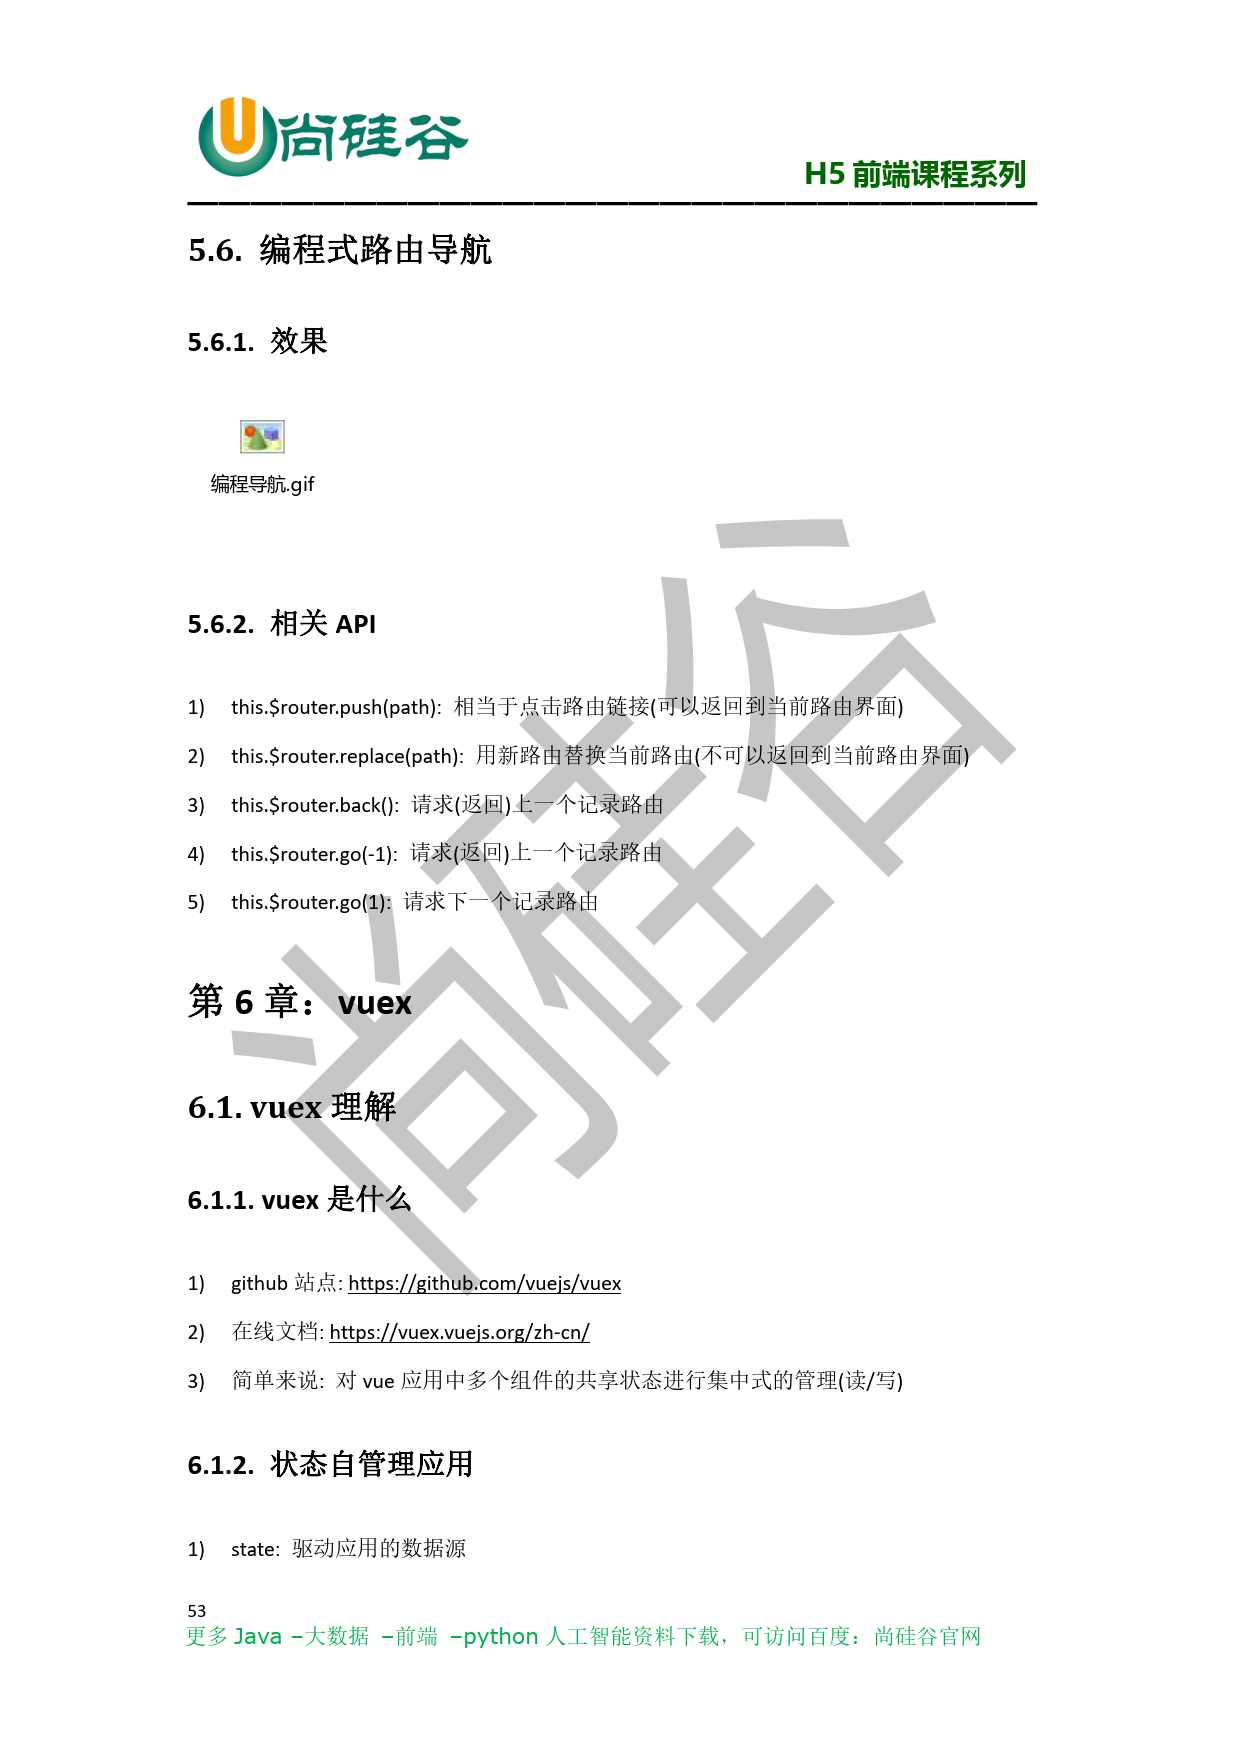 尚硅谷
H5 前端课程系列
5.6. 编程式路由导航
5.6.1. 效果
编程导航.gif
5.6.2. 相关 API
1) this.$router.push(path): 相当于点击路由链接(可以返回到当前路由界面)
2) this.$router.replace(path): 用新路由替换当前路由(不可以返回到当前路由界面)
3) this.$router.back(): 请求(返回)上一个记录路由
4) this.$router.go(-1): 请求(返回)上一个记录路由
5) this.$router.go(1): 请求下一个记录路由
第 6 章：vuex
6.1. vuex 理解
6.1.1. vuex 是什么
1) github 站点: https://github.com/vuejs/vuex
2) 在线文档: https://vuex.vuejs.org/zh-cn/
3) 简单来说: 对 vue 应用中多个组件的共享状态进行集中式的管理(读/写)
6.1.2. 状态自管理应用
1) state: 驱动应用的数据源
53
更多 Java –大数据 –前端 –python 人工智能资料下载，可访问百度：尚硅谷官网
尚硅谷